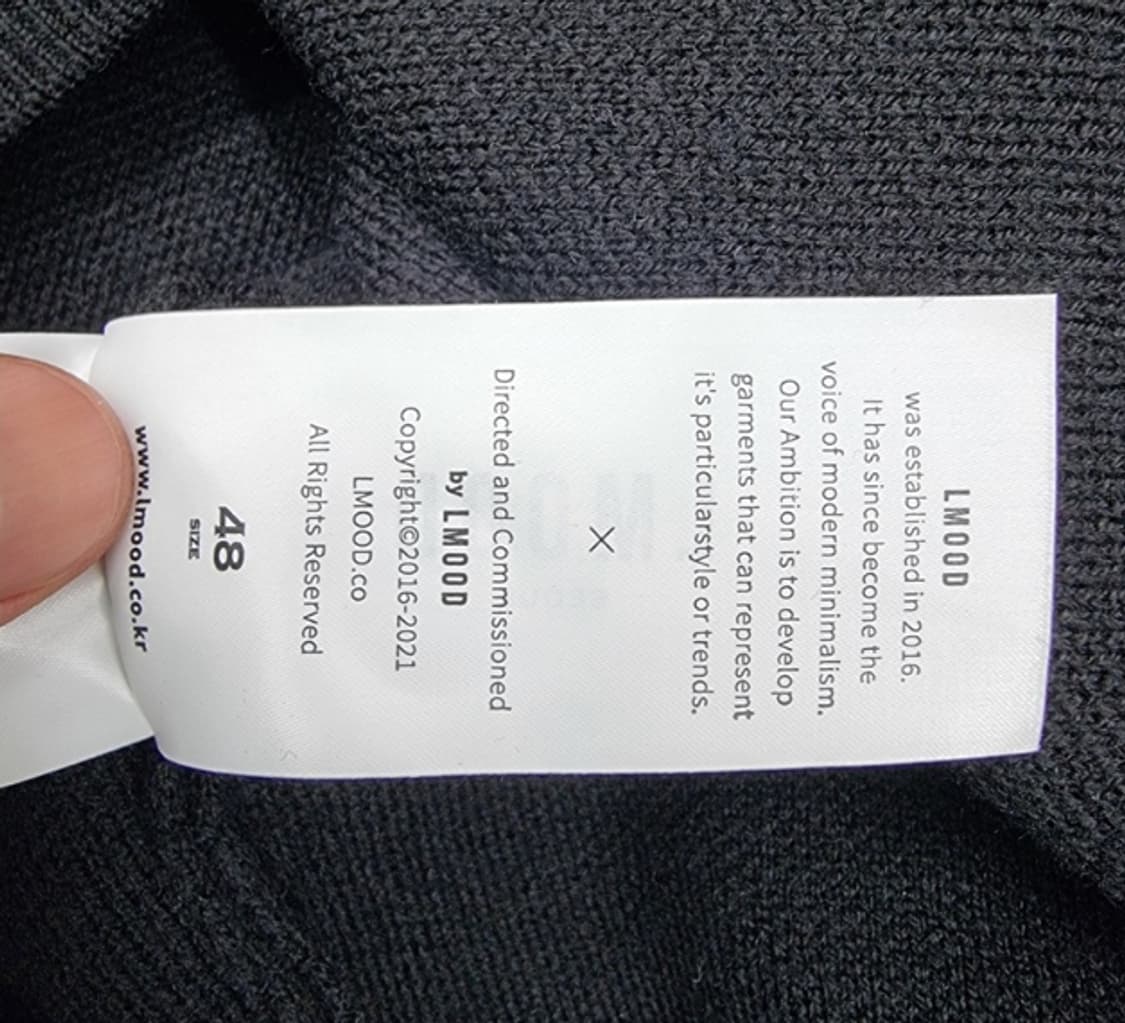 LMOOD
was established in 2016.
It has since become the
voice of modern minimalism.
Our Ambition is to develop
garments that can represent
it's particularstyle or trends.
×
Directed and Commissioned
by LMOOD
Copyright©2016-2021
LMOOD.co
All Rights Reserved
48
SIZE
www.lmood.co.kr